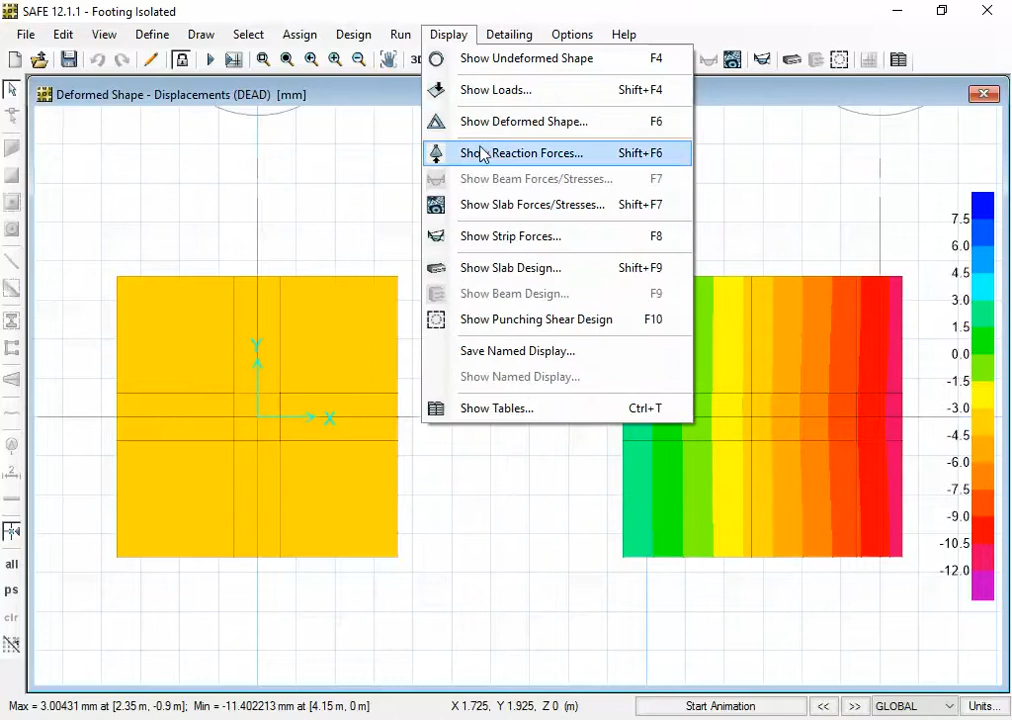 SAFE 12.1.1 - Footing Isolated
File Edit View Define Draw Select Assign Design Run Display Detailing Options Help
Deformed Shape - Displacements (DEAD) [mm]
Show Undeformed Shape F4
Show Loads... Shift+F4
Show Deformed Shape... F6
Show Reaction Forces... Shift+F6
Show Beam Forces/Stresses... F7
Show Slab Forces/Stresses... Shift+F7
Show Strip Forces... F8
Show Slab Design... Shift+F9
Show Beam Design... F9
Show Punching Shear Design F10
Save Named Display...
Show Named Display...
Show Tables... Ctrl+T
Y
X
7.5
6.0
4.5
3.0
1.5
0.0
-1.5
-3.0
-4.5
-6.0
-7.5
-9.0
-10.5
-12.0
all
ps
clr
Max = 3.00431 mm at [2.35 m, -0.9 m]; Min = -11.402213 mm at [4.15 m, 0 m] X 1.725, Y 1.925, Z 0 (m) Start Animation << >> GLOBAL Units...